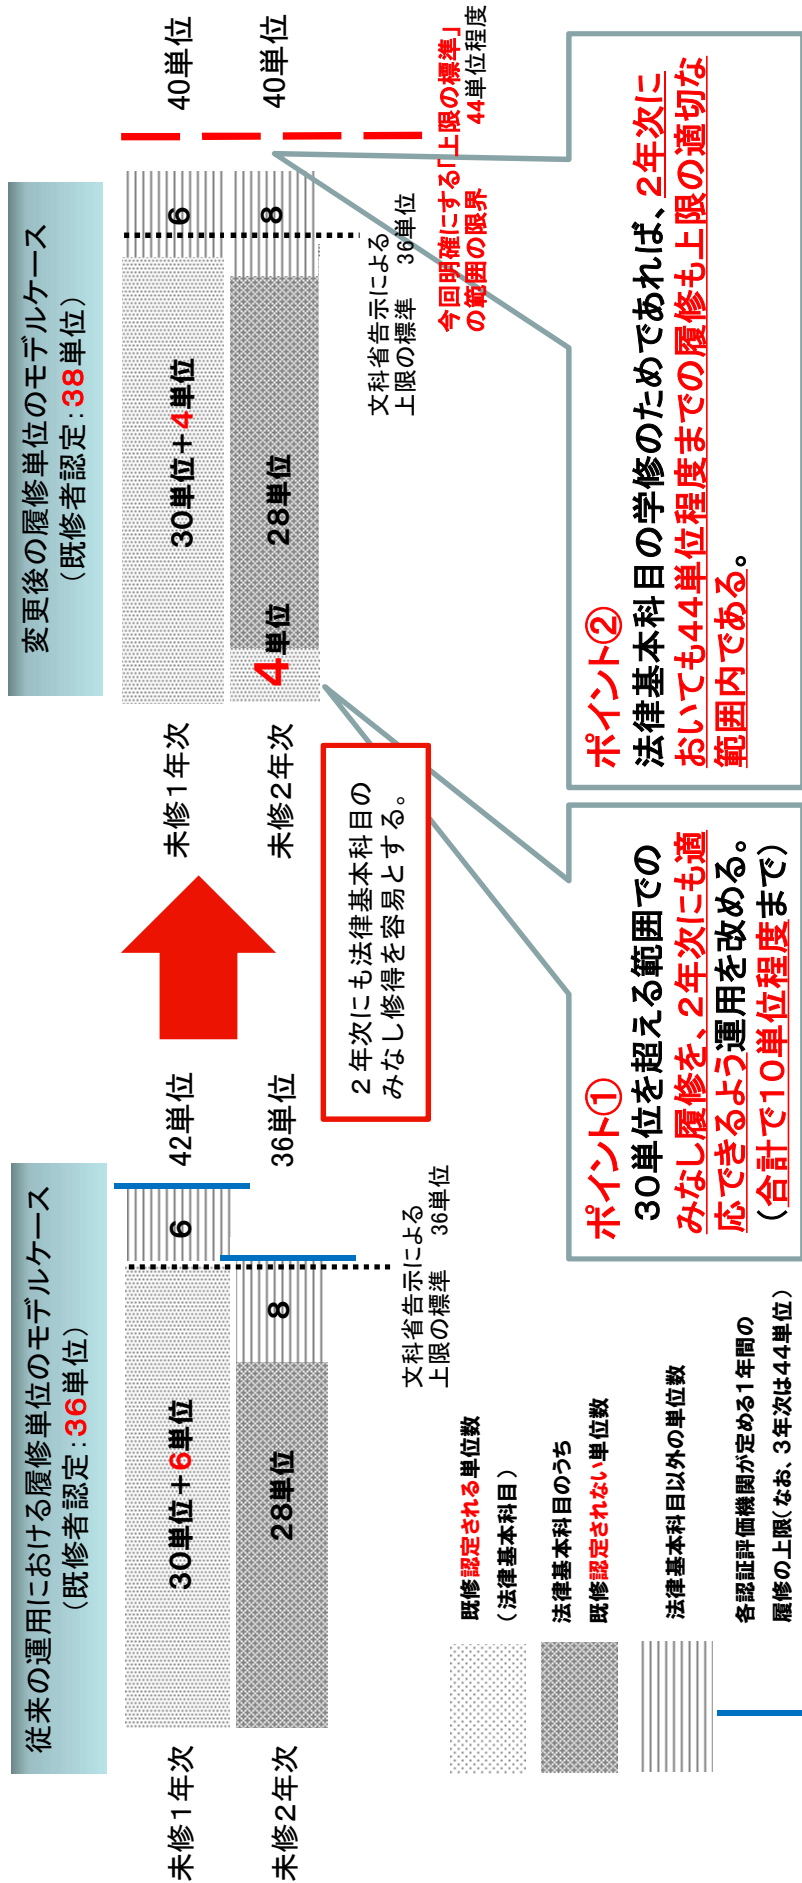 従来の運用における履修単位のモデルケース
（既修者認定：36単位）
未修1年次
30単位＋6単位
6
42単位
未修2年次
28単位
8
36単位
文科省告示による
上限の標準　36単位
変更後の履修単位のモデルケース
（既修者認定：38単位）
未修1年次
30単位＋4単位
6
40単位
未修2年次
4単位
28単位
8
40単位
文科省告示による
上限の標準　36単位
今回明確にする「上限の標準」
の範囲の限界　44単位程度
２年次にも法律基本科目の
みなし修得を容易とする。
既修認定される単位数
（法律基本科目）
法律基本科目のうち
既修認定されない単位数
法律基本科目以外の単位数
各認証評価機関が定める1年間の
履修の上限（なお、3年次は44単位）
ポイント①
30単位を超える範囲での
みなし履修を、2年次にも適
応できるよう運用を改める。
（合計で10単位程度まで）
ポイント②
法律基本科目の学修のためであれば、2年次に
おいても44単位程度までの履修も上限の適切な
範囲内である。